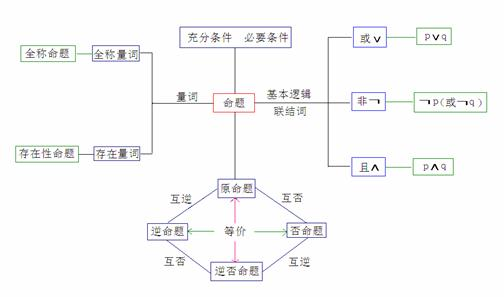 充分条件 必要条件
或∨
p∨q
全称命题
全称量词
量词
命题
基本逻辑
联结词
非¬
¬p(或¬q)
存在性命题
存在量词
且∧
p∧q
原命题
互逆
互否
逆命题
等价
否命题
互否
互逆
逆否命题